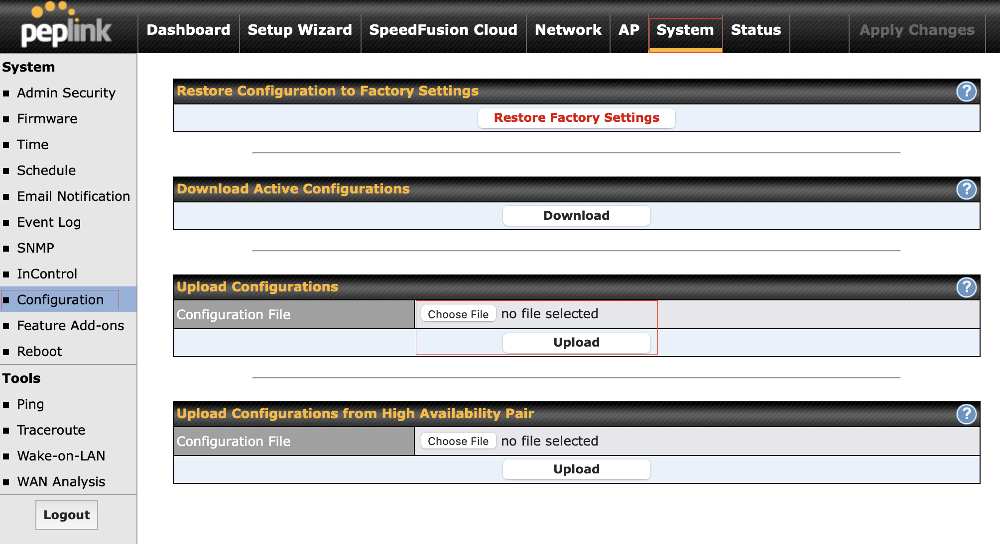 peplink
Dashboard Setup Wizard SpeedFusion Cloud Network AP System Status Apply Changes
System
Admin Security
Firmware
Time
Schedule
Email Notification
Event Log
SNMP
InControl
Configuration
Feature Add-ons
Reboot
Tools
Ping
Traceroute
Wake-on-LAN
WAN Analysis
Logout
Restore Configuration to Factory Settings ?
Restore Factory Settings
Download Active Configurations ?
Download
Upload Configurations ?
Configuration File Choose File no file selected
Upload
Upload Configurations from High Availability Pair ?
Configuration File Choose File no file selected
Upload